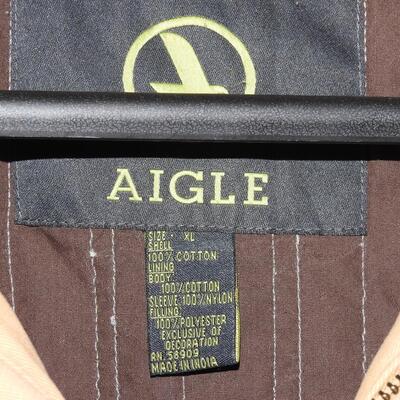 AIGLE
SIZE - XL
SHELL
100% COTTON
LINING
BODY:
100% COTTON
SLEEVE 100% NYLON
FILLING:
100% POLYESTER
EXCLUSIVE OF
DECORATION
RN 58909
MADE IN INDIA